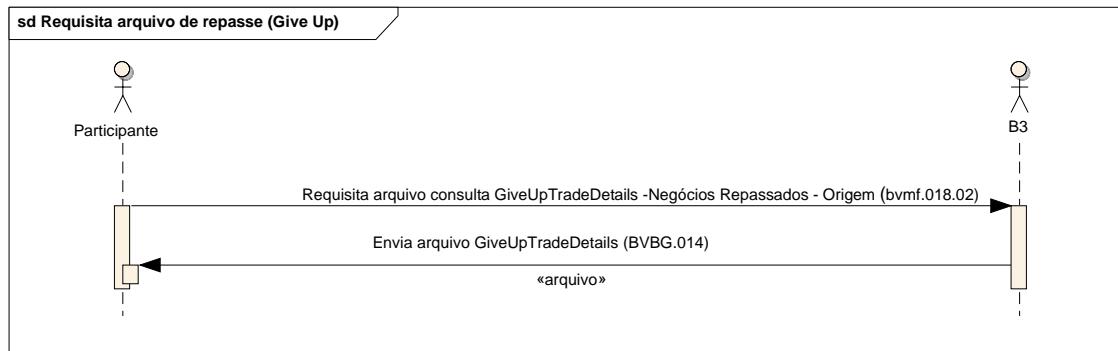 sd Requisita arquivo de repasse (Give Up)
Participante
B3
Requisita arquivo consulta GiveUpTradeDetails -Negócios Repassados - Origem (bvmf.018.02)
Envia arquivo GiveUpTradeDetails (BVBG.014)
«arquivo»